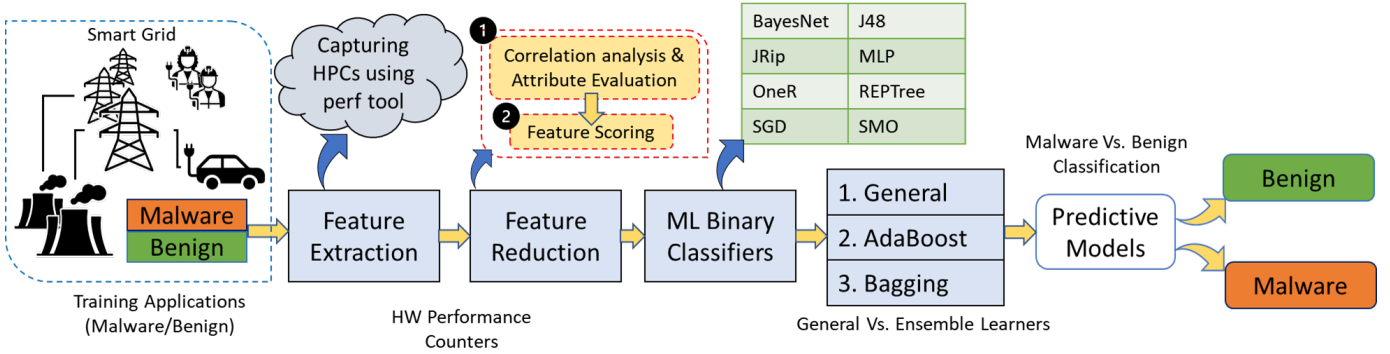 Smart Grid
Malware
Benign
Training Applications
(Malware/Benign)
Capturing
HPCs using
perf tool
Feature
Extraction
HW Performance
Counters
1
Correlation analysis &
Attribute Evaluation
2
Feature Scoring
Feature
Reduction
BayesNet J48
JRip MLP
OneR REPTree
SGD SMO
ML Binary
Classifiers
1. General
2. AdaBoost
3. Bagging
General Vs. Ensemble Learners
Malware Vs. Benign
Classification
Predictive
Models
Benign
Malware